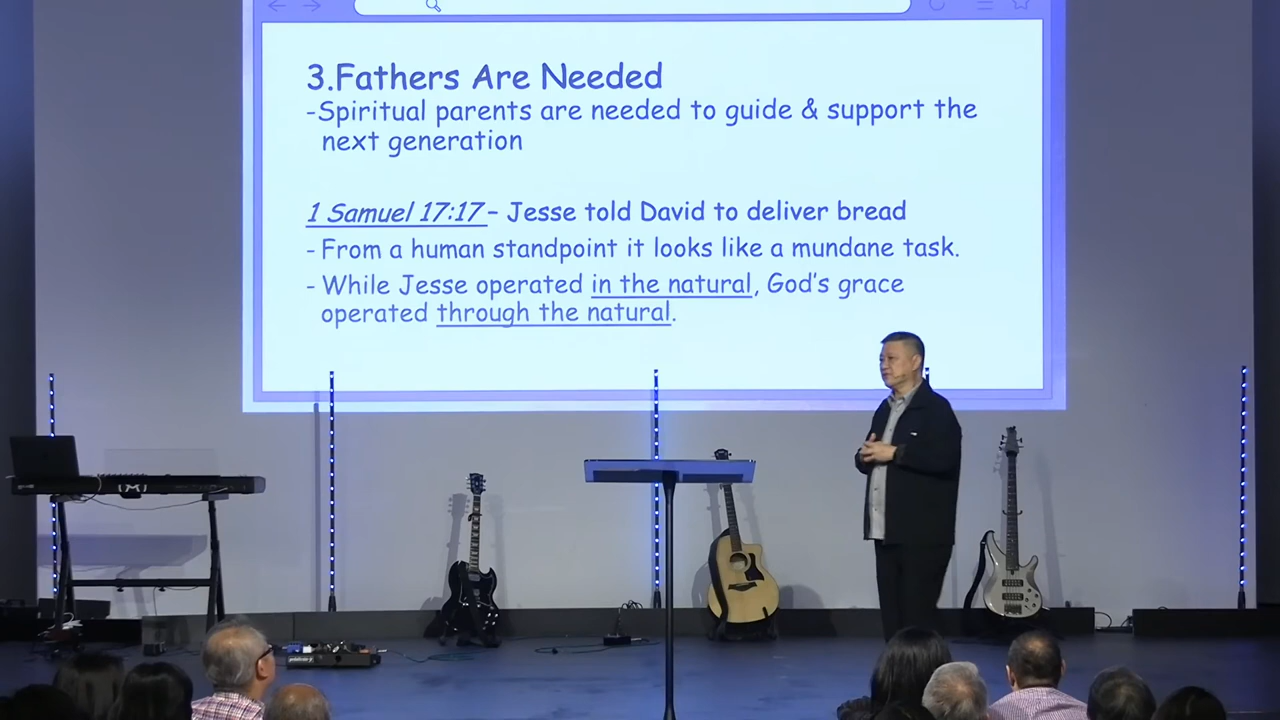 3.Fathers Are Needed
-Spiritual parents are needed to guide & support the
next generation
1 Samuel 17:17 – Jesse told David to deliver bread
- From a human standpoint it looks like a mundane task.
- While Jesse operated in the natural, God's grace
operated through the natural.